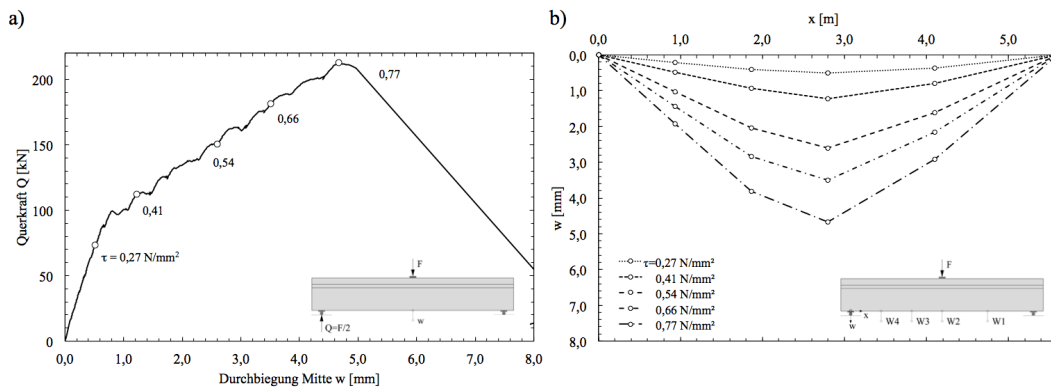 a)
Querkraft Q [kN]
200
150
100
50
0
0,0 1,0 2,0 3,0 4,0 5,0 6,0 7,0 8,0
Durchbiegung Mitte w [mm]
τ = 0,27 N/mm²
0,41
0,54
0,66
0,77
F
Q=F/2
w
b)
x [m]
0,0 1,0 2,0 3,0 4,0 5,0
w [mm]
0,0
1,0
2,0
3,0
4,0
5,0
6,0
7,0
8,0
τ=0,27 N/mm²
0,41 N/mm²
0,54 N/mm²
0,66 N/mm²
0,77 N/mm²
F
x
w
W4 W3 W2 W1